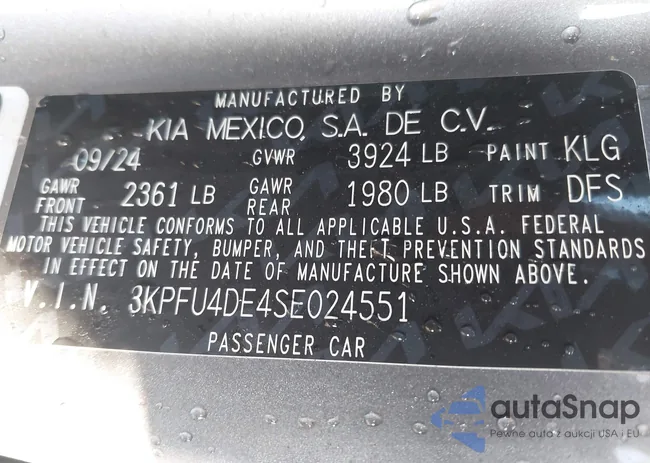 MANUFACTURED BY
KIA MEXICO, S.A. DE C.V.
09/24 GVWR 3924 LB PAINT KLG
GAWR FRONT 2361 LB GAWR REAR 1980 LB TRIM DFS
THIS VEHICLE CONFORMS TO ALL APPLICABLE U.S.A. FEDERAL
MOTOR VEHICLE SAFETY, BUMPER, AND THEFT PREVENTION STANDARDS
IN EFFECT ON THE DATE OF MANUFACTURE SHOWN ABOVE.
V.I.N. 3KPFU4DE4SE024551
PASSENGER CAR
autoSnap
Pewne auto z aukcji USA i EU